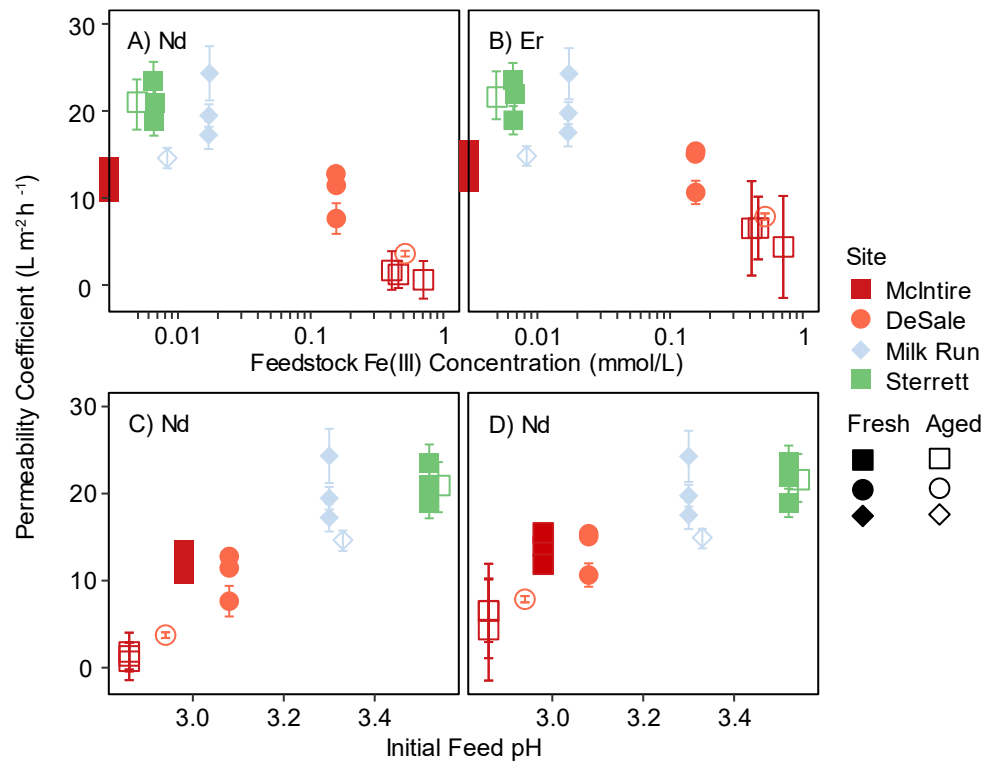 A) Nd
B) Er
30
20
10
0
0.01
0.1
1
0.01
0.1
1
Feedstock Fe(III) Concentration (mmol/L)
Permeability Coefficient (L m-2 h -1)
C) Nd
D) Nd
30
20
10
0
3.0
3.2
3.4
3.0
3.2
3.4
Initial Feed pH
Site
McIntire
DeSale
Milk Run
Sterrett
Fresh Aged